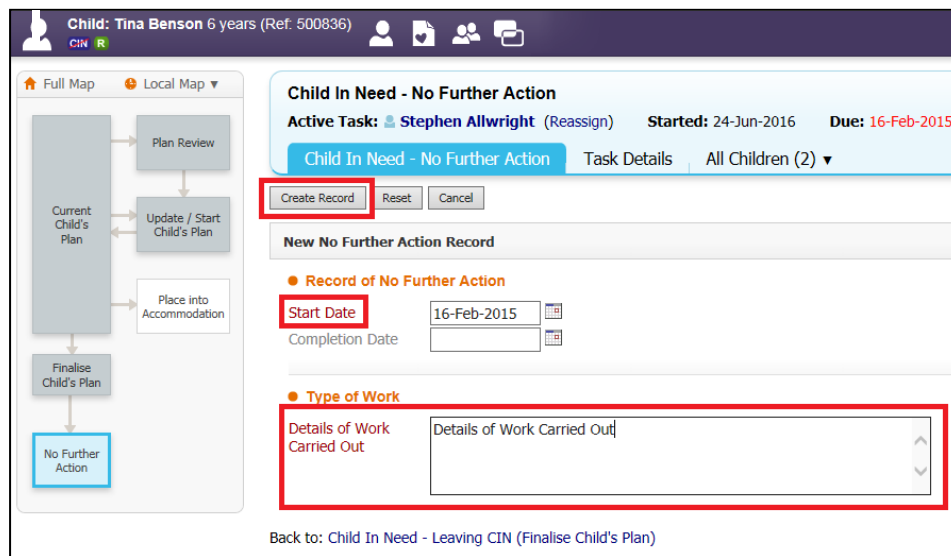 Child: Tina Benson 6 years (Ref: 500836)
CIN R
Full Map Local Map ▼
Current Child's Plan
Plan Review
Update / Start Child's Plan
Place into Accommodation
Finalise Child's Plan
No Further Action
Child In Need - No Further Action
Active Task: Stephen Allwright (Reassign) Started: 24-Jun-2016 Due: 16-Feb-2015
Child In Need - No Further Action Task Details All Children (2) ▼
Create Record Reset Cancel
New No Further Action Record
Record of No Further Action
Start Date 16-Feb-2015
Completion Date
Type of Work
Details of Work Carried Out
Details of Work Carried Out
Back to: Child In Need - Leaving CIN (Finalise Child's Plan)